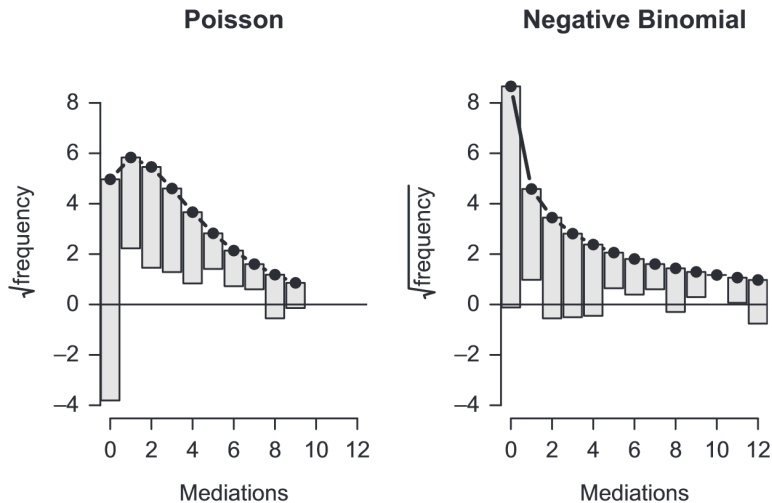 Poisson
Negative Binomial
8
6
4
2
0
−2
−4
√frequency
0 2 4 6 8 10 12
Mediations
8
6
4
2
0
−2
−4
√frequency
0 2 4 6 8 10 12
Mediations